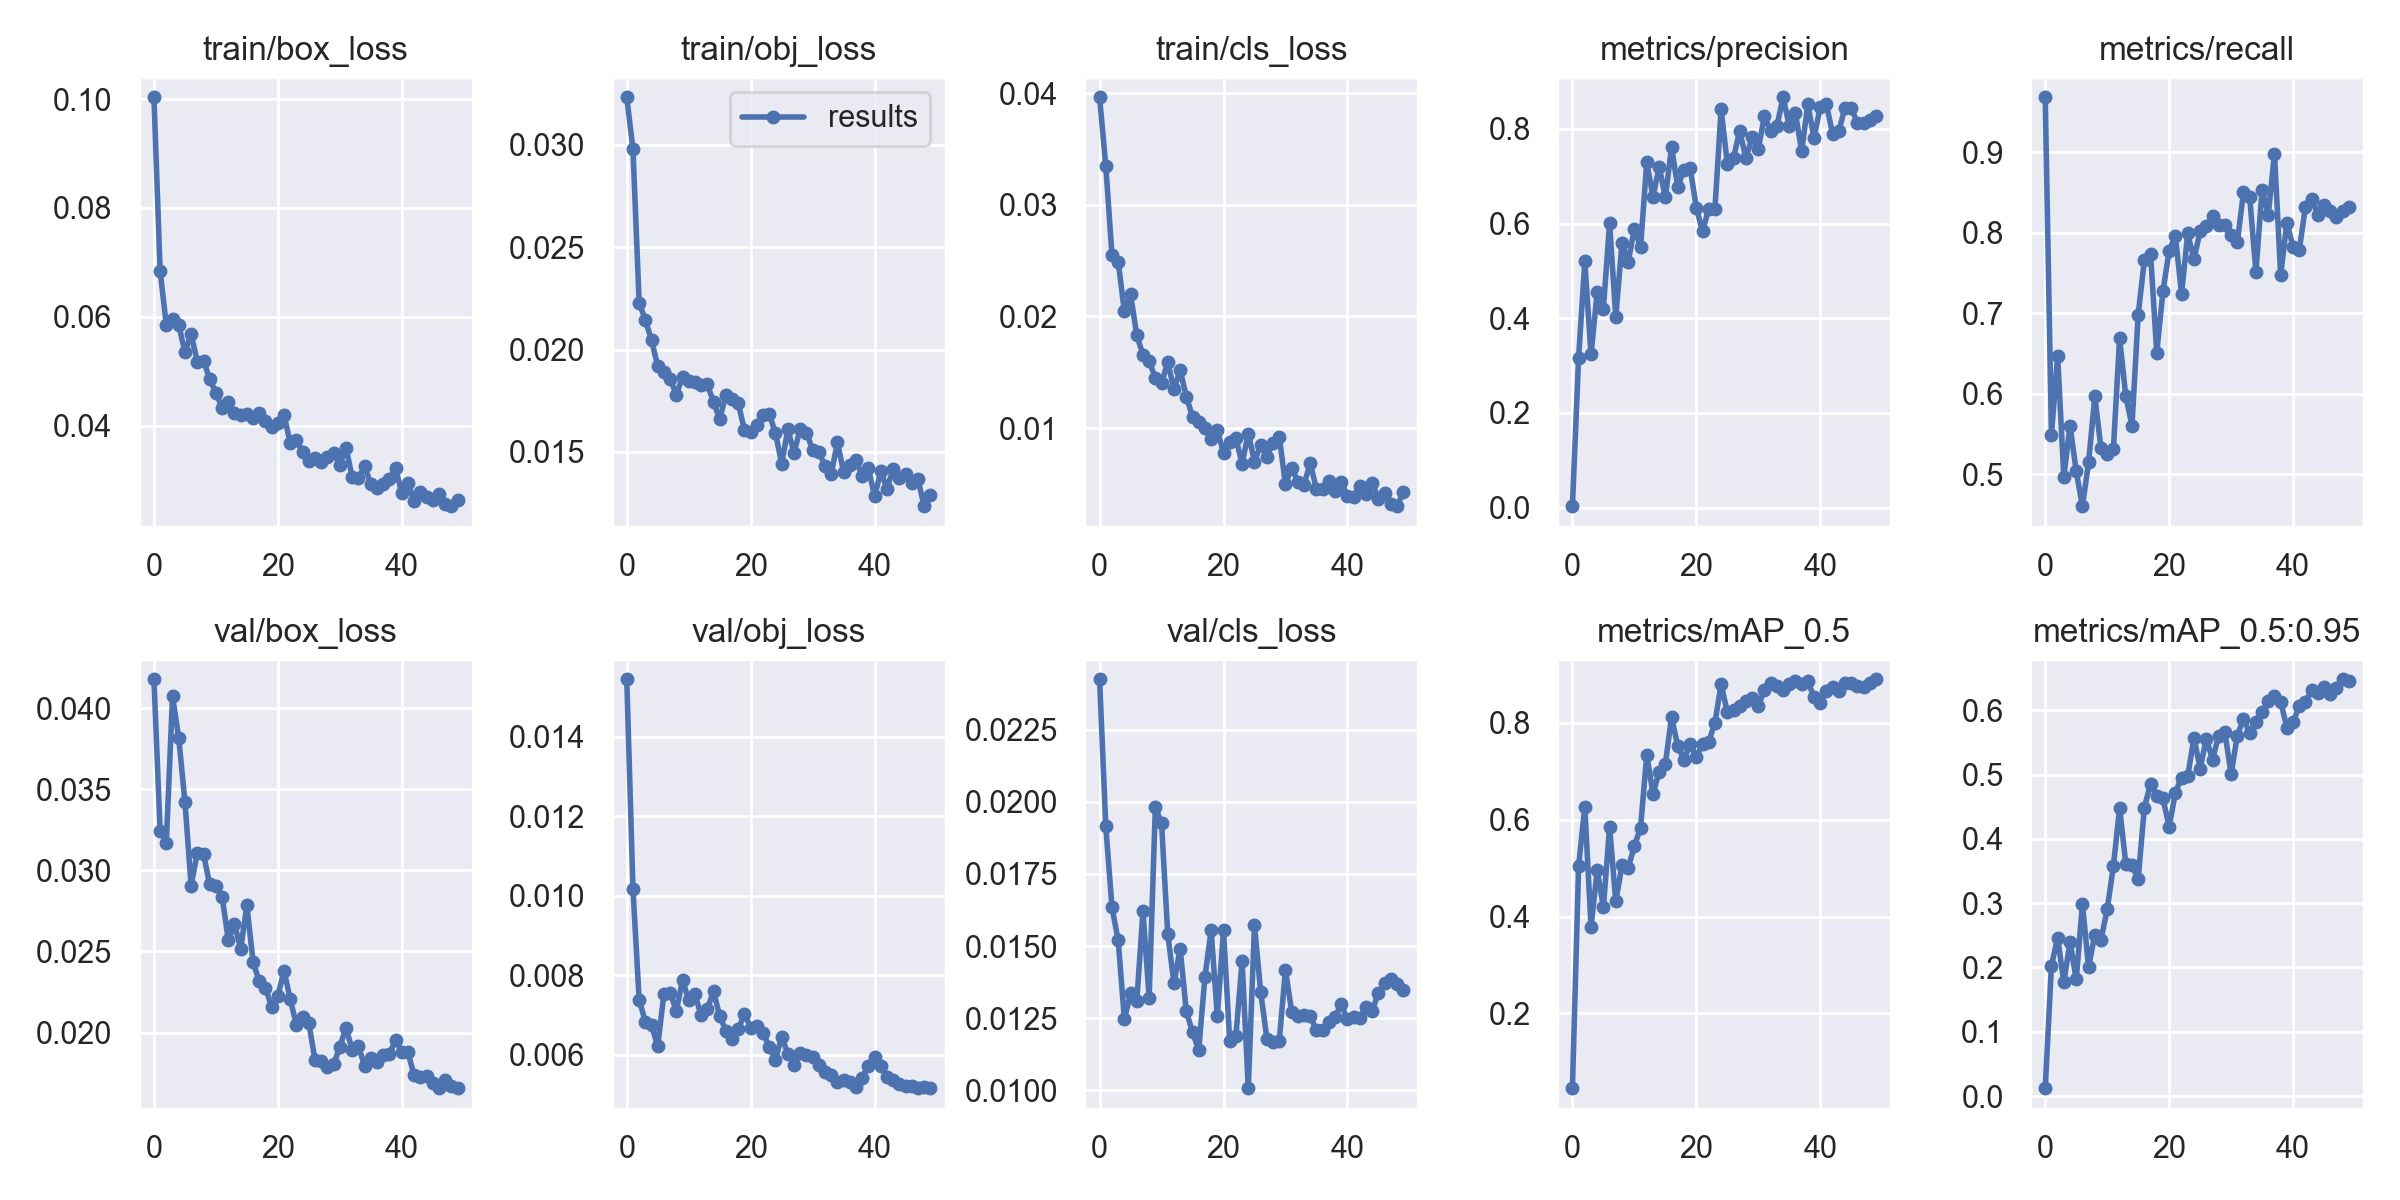 train/box_loss
0.10
0.08
0.06
0.04
0 20 40
train/obj_loss
results
0.030
0.025
0.020
0.015
0 20 40
train/cls_loss
0.04
0.03
0.02
0.01
0 20 40
metrics/precision
0.8
0.6
0.4
0.2
0.0
0 20 40
metrics/recall
0.9
0.8
0.7
0.6
0.5
0 20 40
val/box_loss
0.040
0.035
0.030
0.025
0.020
0 20 40
val/obj_loss
0.014
0.012
0.010
0.008
0.006
0 20 40
val/cls_loss
0.0225
0.0200
0.0175
0.0150
0.0125
0.0100
0 20 40
metrics/mAP_0.5
0.8
0.6
0.4
0.2
0 20 40
metrics/mAP_0.5:0.95
0.6
0.5
0.4
0.3
0.2
0.1
0.0
0 20 40